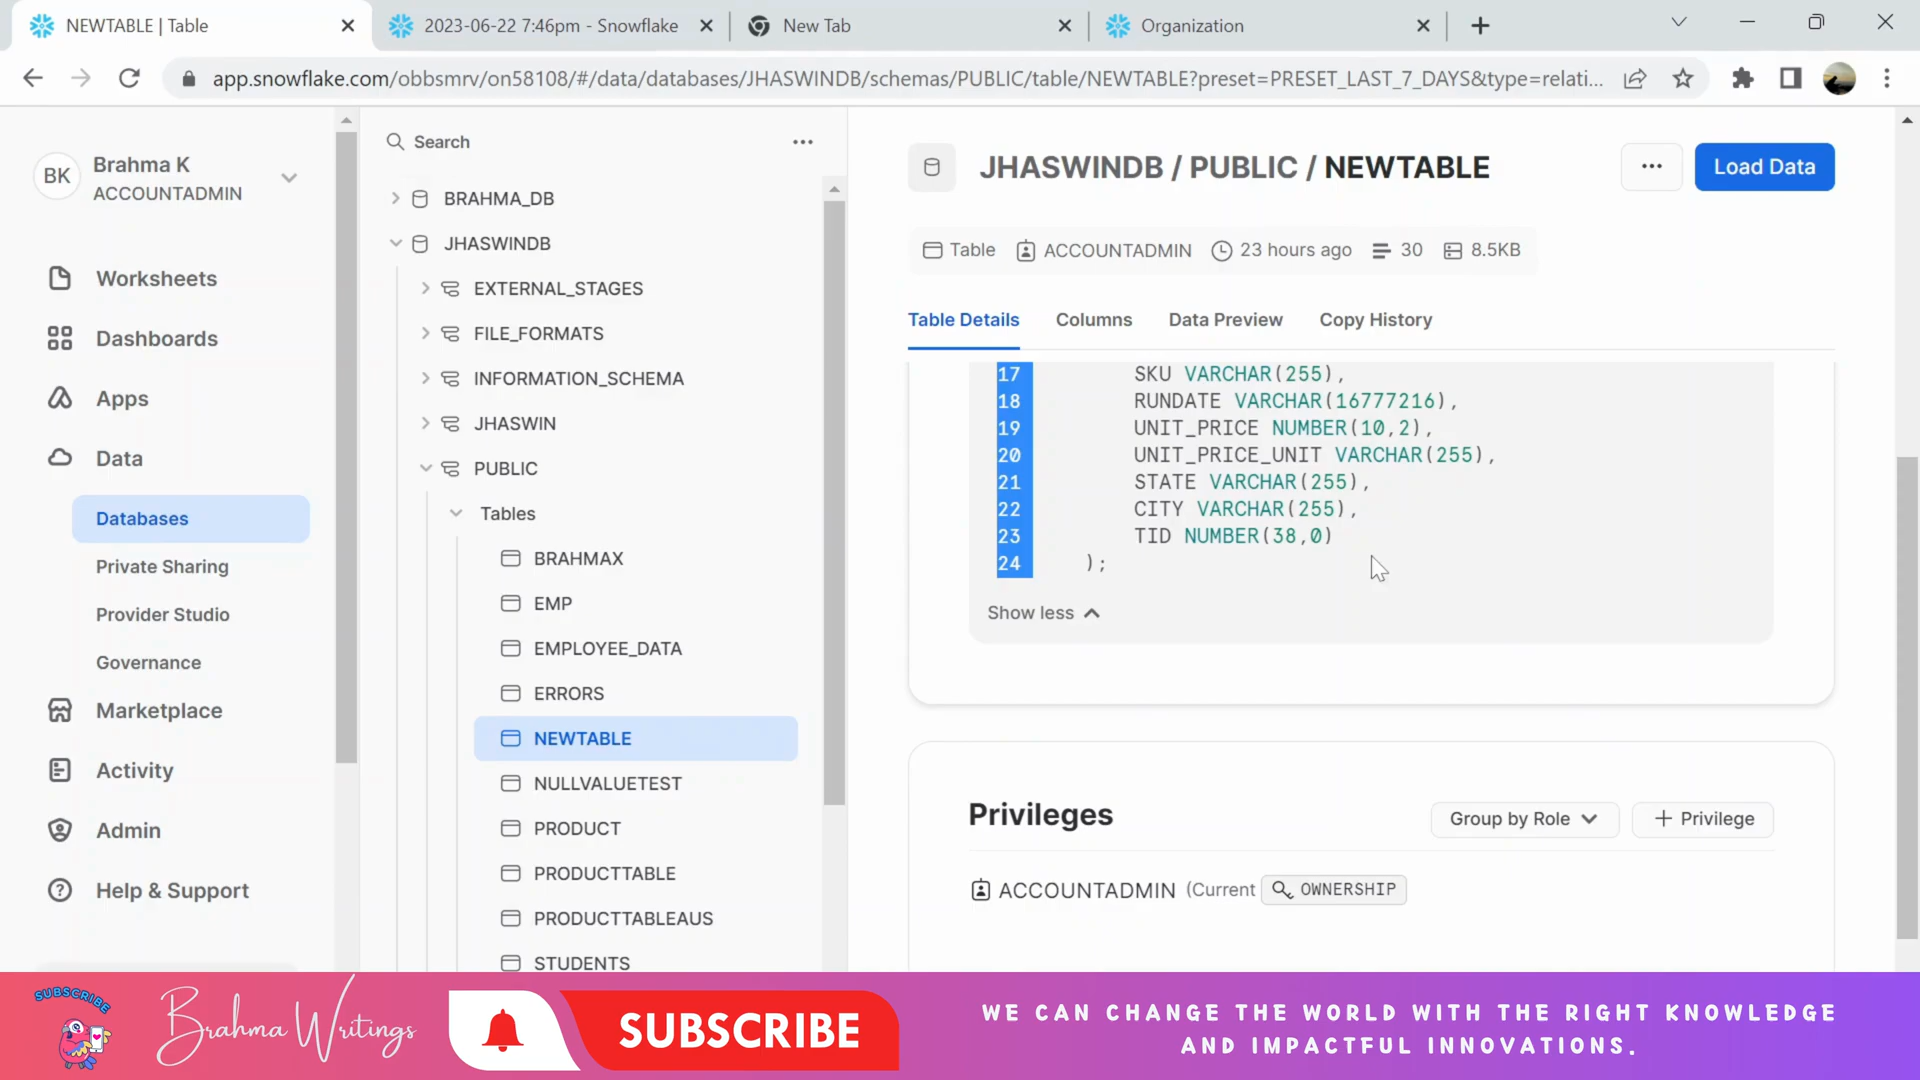 NEWTABLE | Table
2023-06-22 7:46pm - Snowflake
New Tab
Organization
app.snowflake.com/obbsmrv/on58108/#/data/databases/JHASWINDB/schemas/PUBLIC/table/NEWTABLE?preset=PRESET_LAST_7_DAYS&type=relati...
BK
Brahma K
ACCOUNTADMIN
Worksheets
Dashboards
Apps
Data
Databases
Private Sharing
Provider Studio
Governance
Marketplace
Activity
Admin
Help & Support
Search
BRAHMA_DB
JHASWINDB
EXTERNAL_STAGES
FILE_FORMATS
INFORMATION_SCHEMA
JHASWIN
PUBLIC
Tables
BRAHMAX
EMP
EMPLOYEE_DATA
ERRORS
NEWTABLE
NULLVALUETEST
PRODUCT
PRODUCTTABLE
PRODUCTTABLEAUS
STUDENTS
JHASWINDB / PUBLIC / NEWTABLE
Load Data
Table ACCOUNTADMIN 23 hours ago 30 8.5KB
Table Details Columns Data Preview Copy History
17 SKU VARCHAR(255),
18 RUNDATE VARCHAR(16777216),
19 UNIT_PRICE NUMBER(10,2),
20 UNIT_PRICE_UNIT VARCHAR(255),
21 STATE VARCHAR(255),
22 CITY VARCHAR(255),
23 TID NUMBER(38,0)
24 );
Show less
Privileges
Group by Role
+ Privilege
ACCOUNTADMIN (Current OWNERSHIP
SUBSCRIBE
Brahma Writings
SUBSCRIBE
WE CAN CHANGE THE WORLD WITH THE RIGHT KNOWLEDGE
AND IMPACTFUL INNOVATIONS.